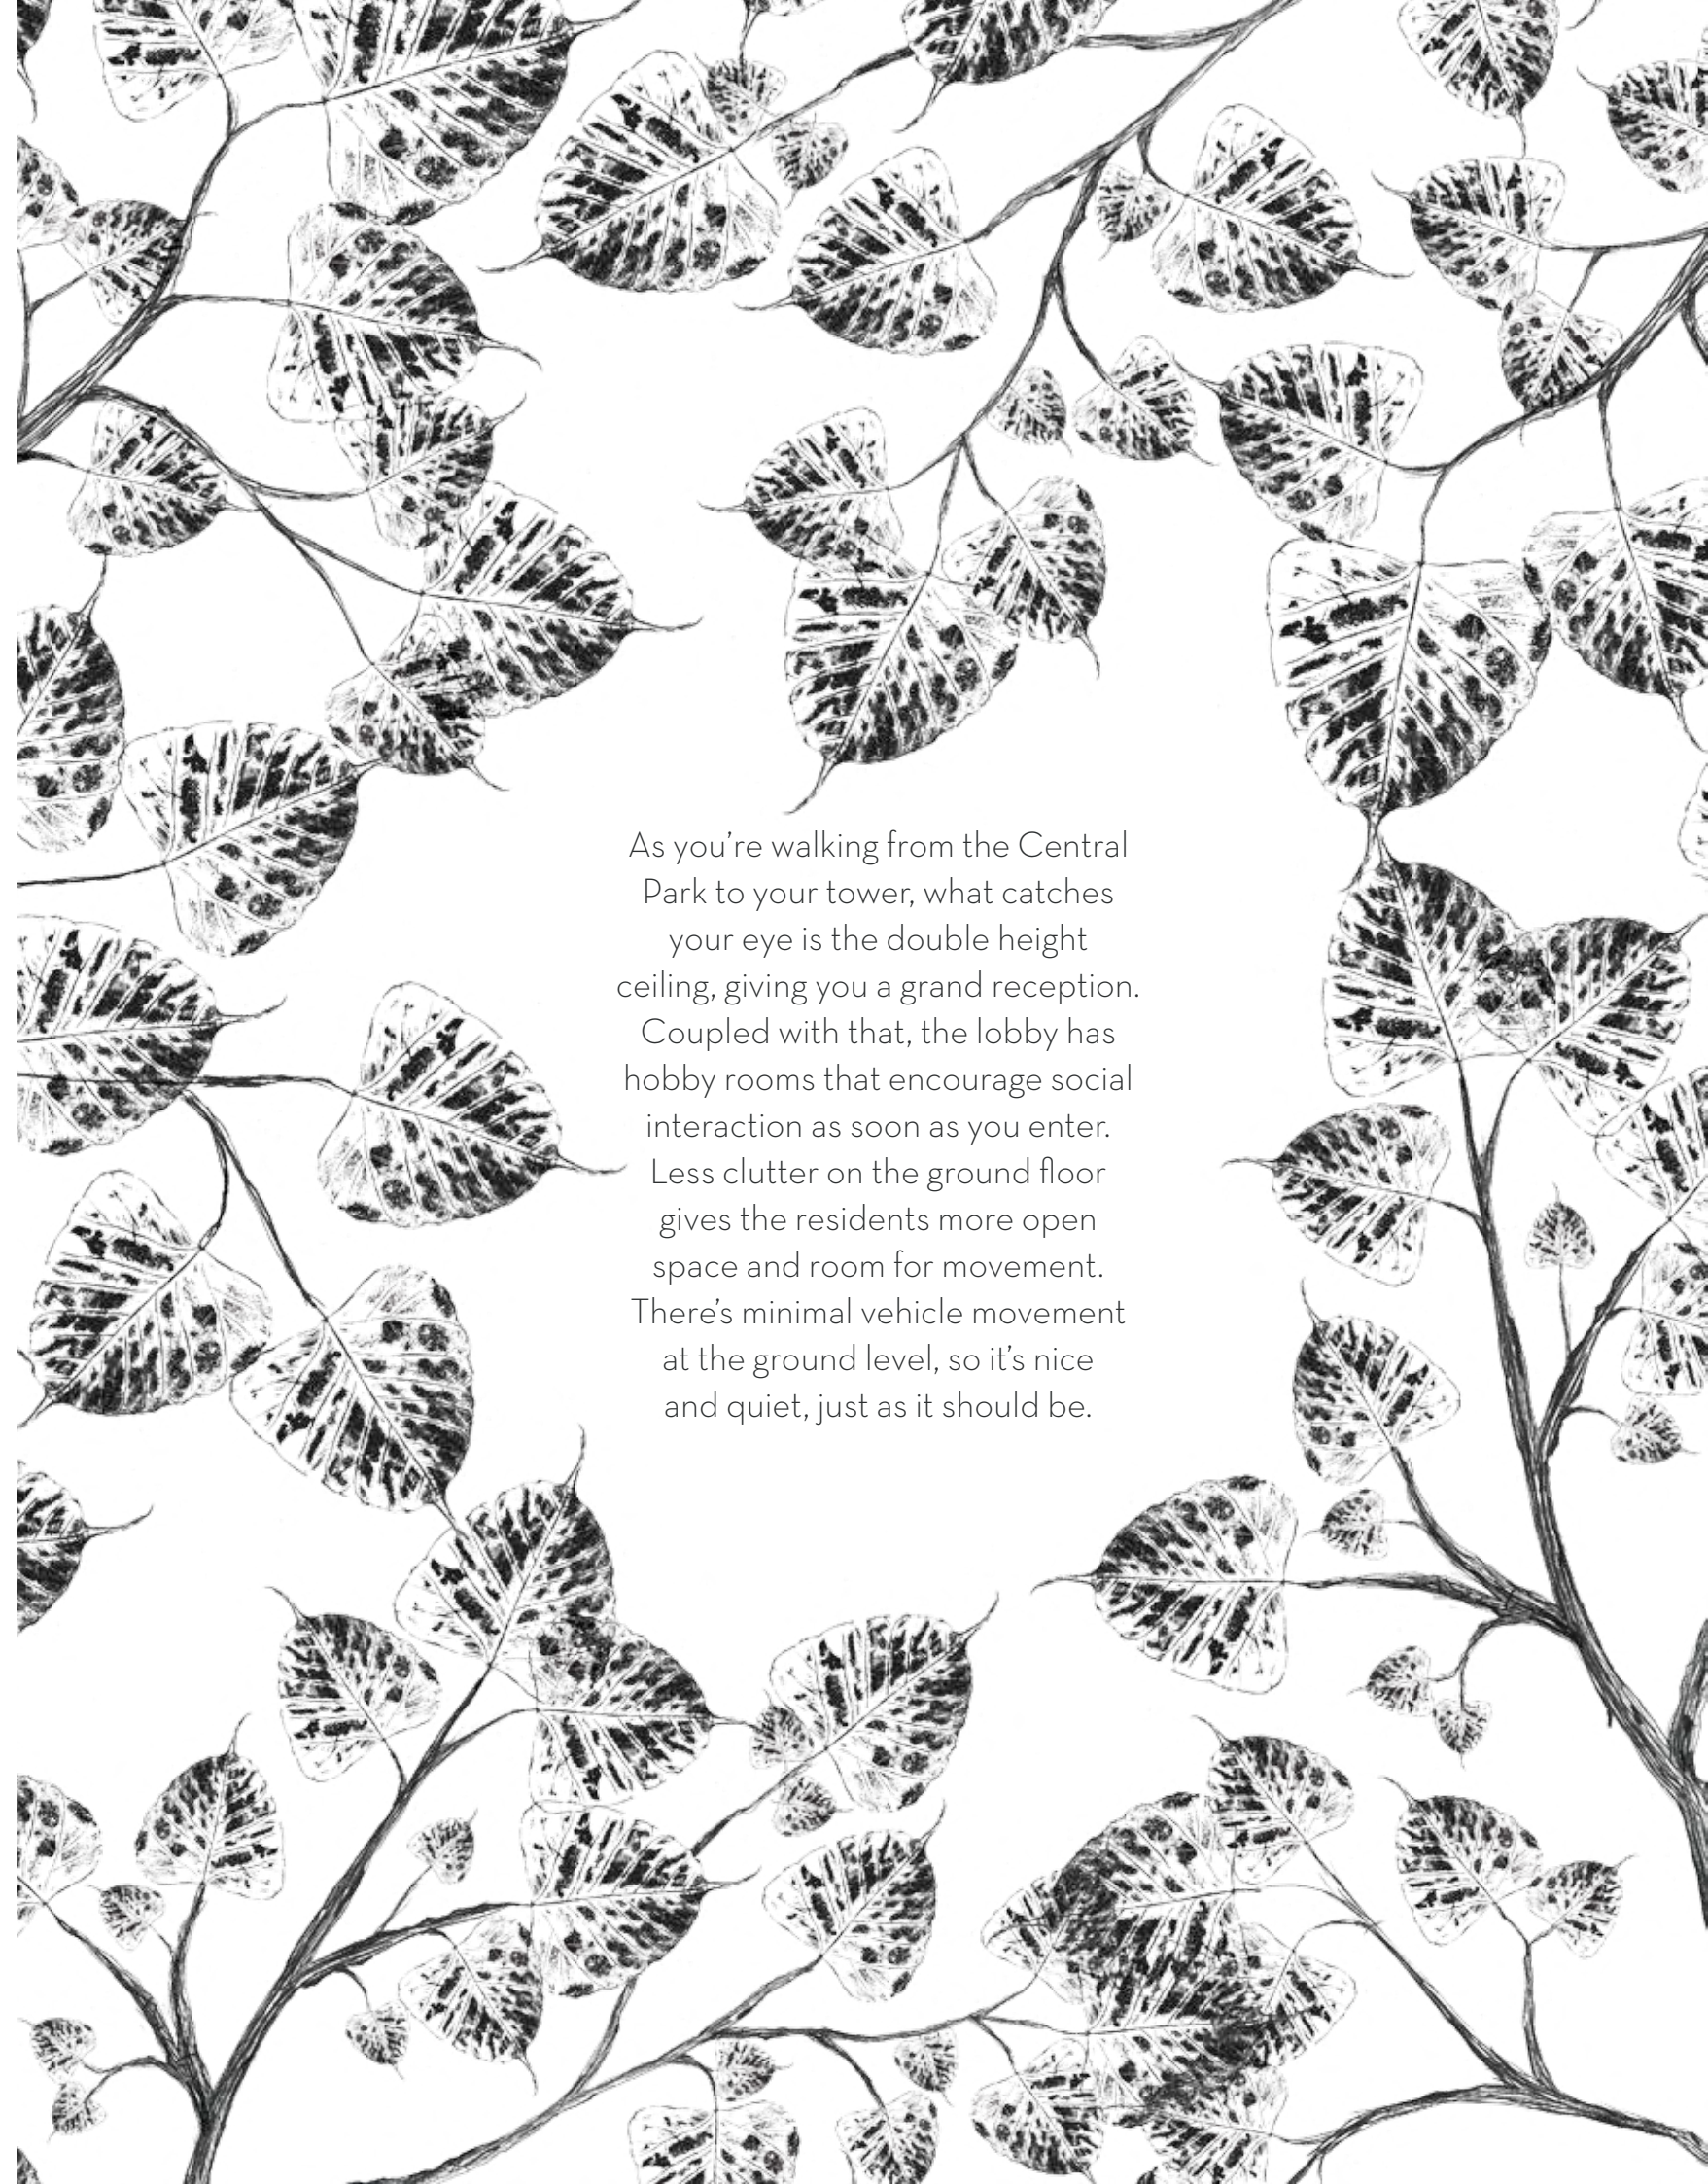 As you’re walking from the Central
Park to your tower, what catches
your eye is the double height
ceiling, giving you a grand reception.
Coupled with that, the lobby has
hobby rooms that encourage social
interaction as soon as you enter.
Less clutter on the ground floor
gives the residents more open
space and room for movement.
There’s minimal vehicle movement
at the ground level, so it’s nice
and quiet, just as it should be.